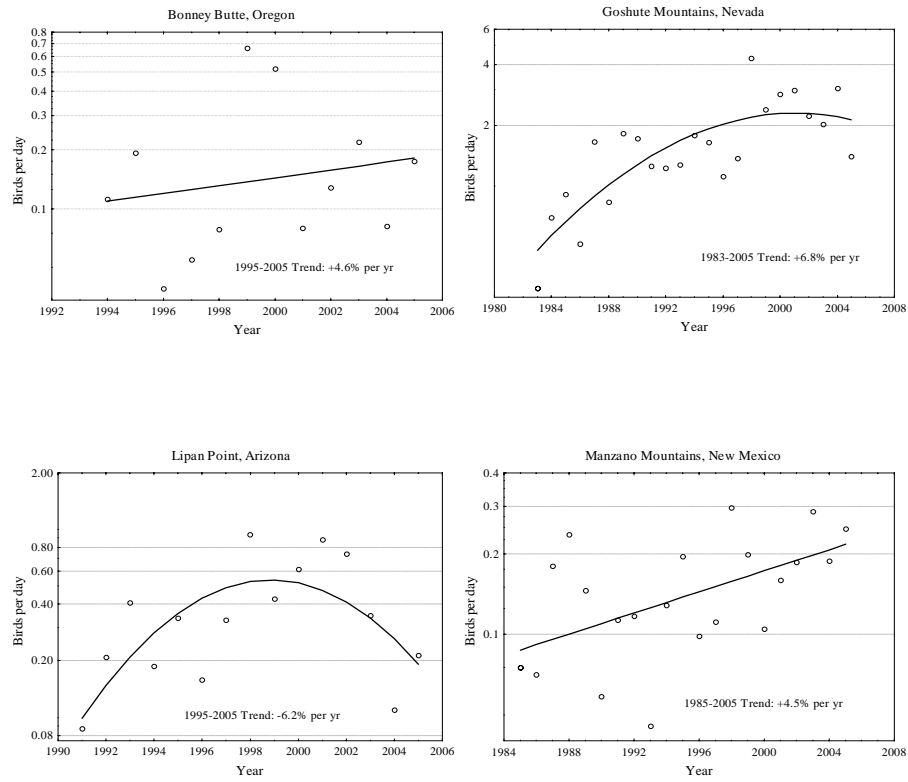 Bonney Butte, Oregon
0.8
0.7
0.6
0.5
0.4
0.3
0.2
0.1
Birds per day
1995-2005 Trend: +4.6% per yr
1992 1994 1996 1998 2000 2002 2004 2006
Year
Goshute Mountains, Nevada
6
4
2
Birds per day
1983-2005 Trend: +6.8% per yr
1980 1984 1988 1992 1996 2000 2004 2008
Year
Lipan Point, Arizona
2.00
0.80
0.60
0.40
0.20
0.08
Birds per day
1995-2005 Trend: -6.2% per yr
1990 1992 1994 1996 1998 2000 2002 2004 2006
Year
Manzano Mountains, New Mexico
0.4
0.3
0.2
0.1
Birds per day
1985-2005 Trend: +4.5% per yr
1984 1988 1992 1996 2000 2004 2008
Year